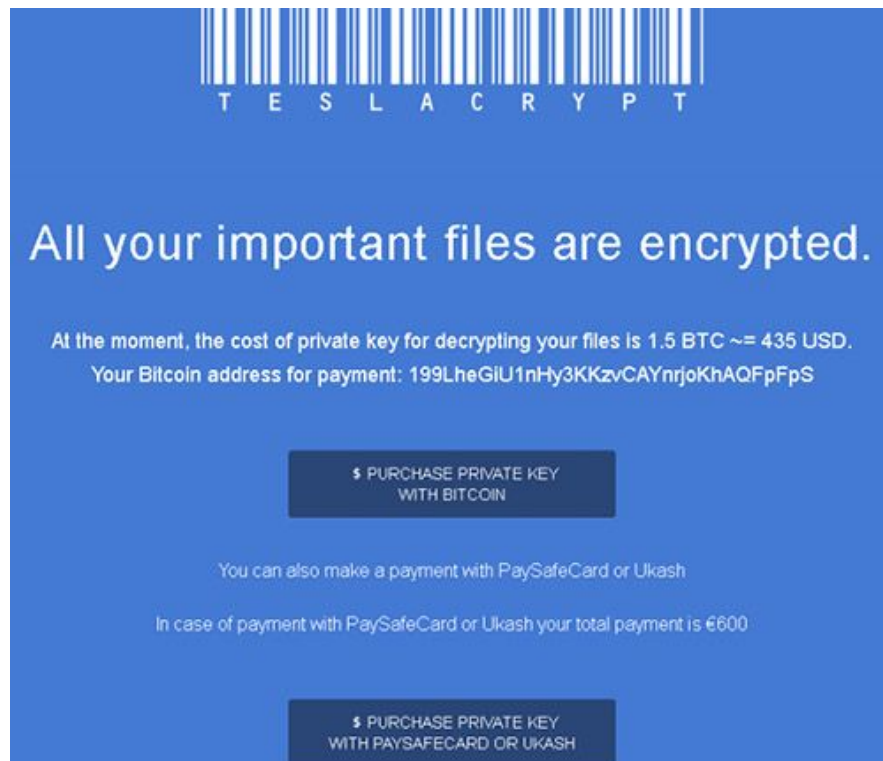 TESLACRYPT
All your important files are encrypted.
At the moment, the cost of private key for decrypting your files is 1.5 BTC ~= 435 USD.
Your Bitcoin address for payment: 199LheGiU1nHy3KKzvCAYnrjoKhAQFpFpS
$ PURCHASE PRIVATE KEY
WITH BITCOIN
You can also make a payment with PaySafeCard or Ukash
In case of payment with PaySafeCard or Ukash your total payment is €600
$ PURCHASE PRIVATE KEY
WITH PAYSAFECARD OR UKASH